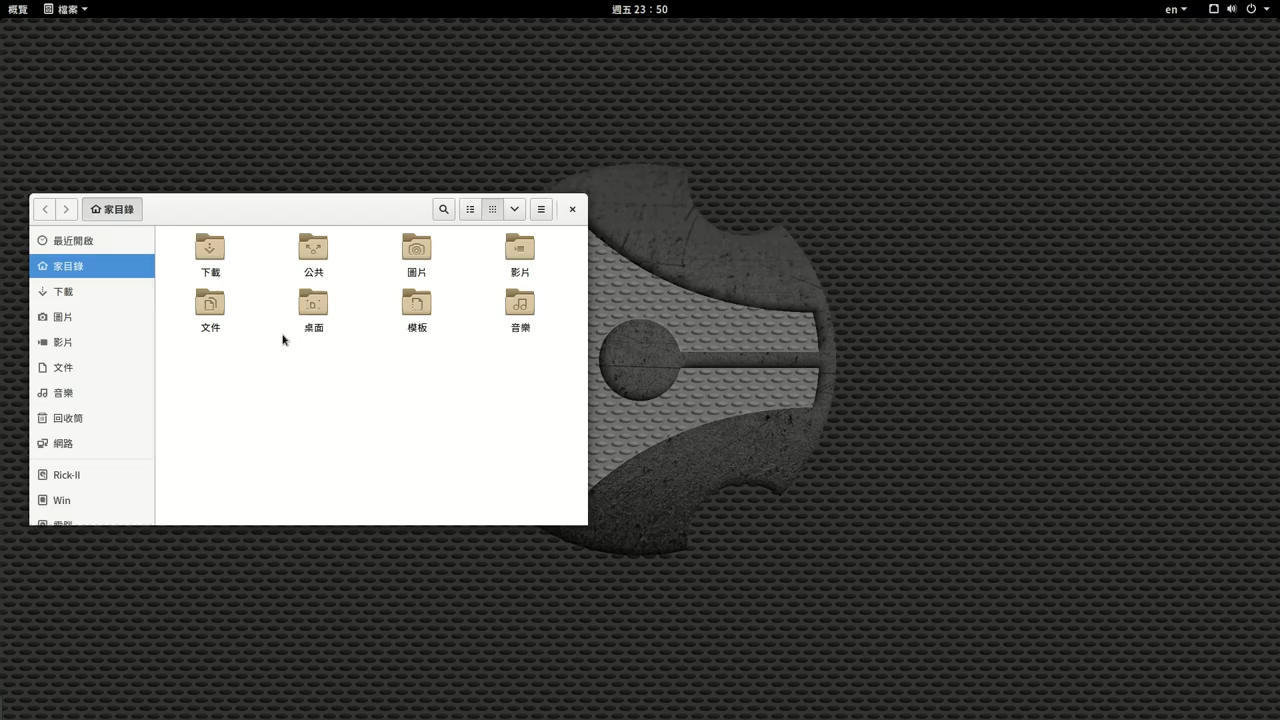 概覽 檔案 週五 23：50 en
家目錄
最近開啟
家目錄
下載
圖片
影片
文件
音樂
回收筒
網路
Rick-II
Win
下載 公共 圖片 影片
文件 桌面 模板 音樂